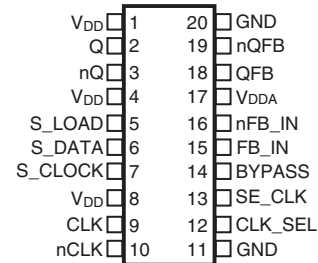 VDD 1 20 GND
Q 2 19 nQFB
nQ 3 18 QFB
VDD 4 17 VDDA
S_LOAD 5 16 nFB_IN
S_DATA 6 15 FB_IN
S_CLOCK 7 14 BYPASS
VDD 8 13 SE_CLK
CLK 9 12 CLK_SEL
nCLK 10 11 GND